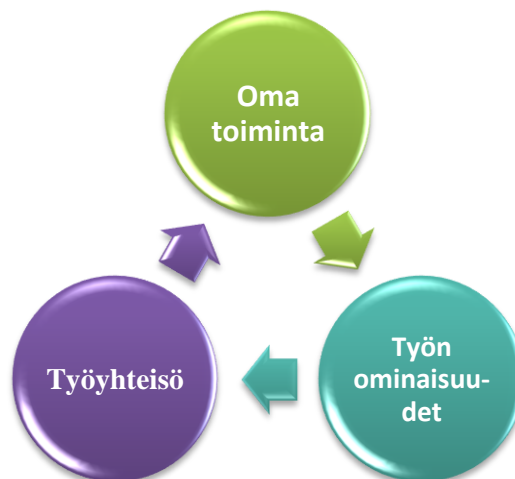 Oma
toiminta
Työn
ominaisuu-
det
Työyhteisö